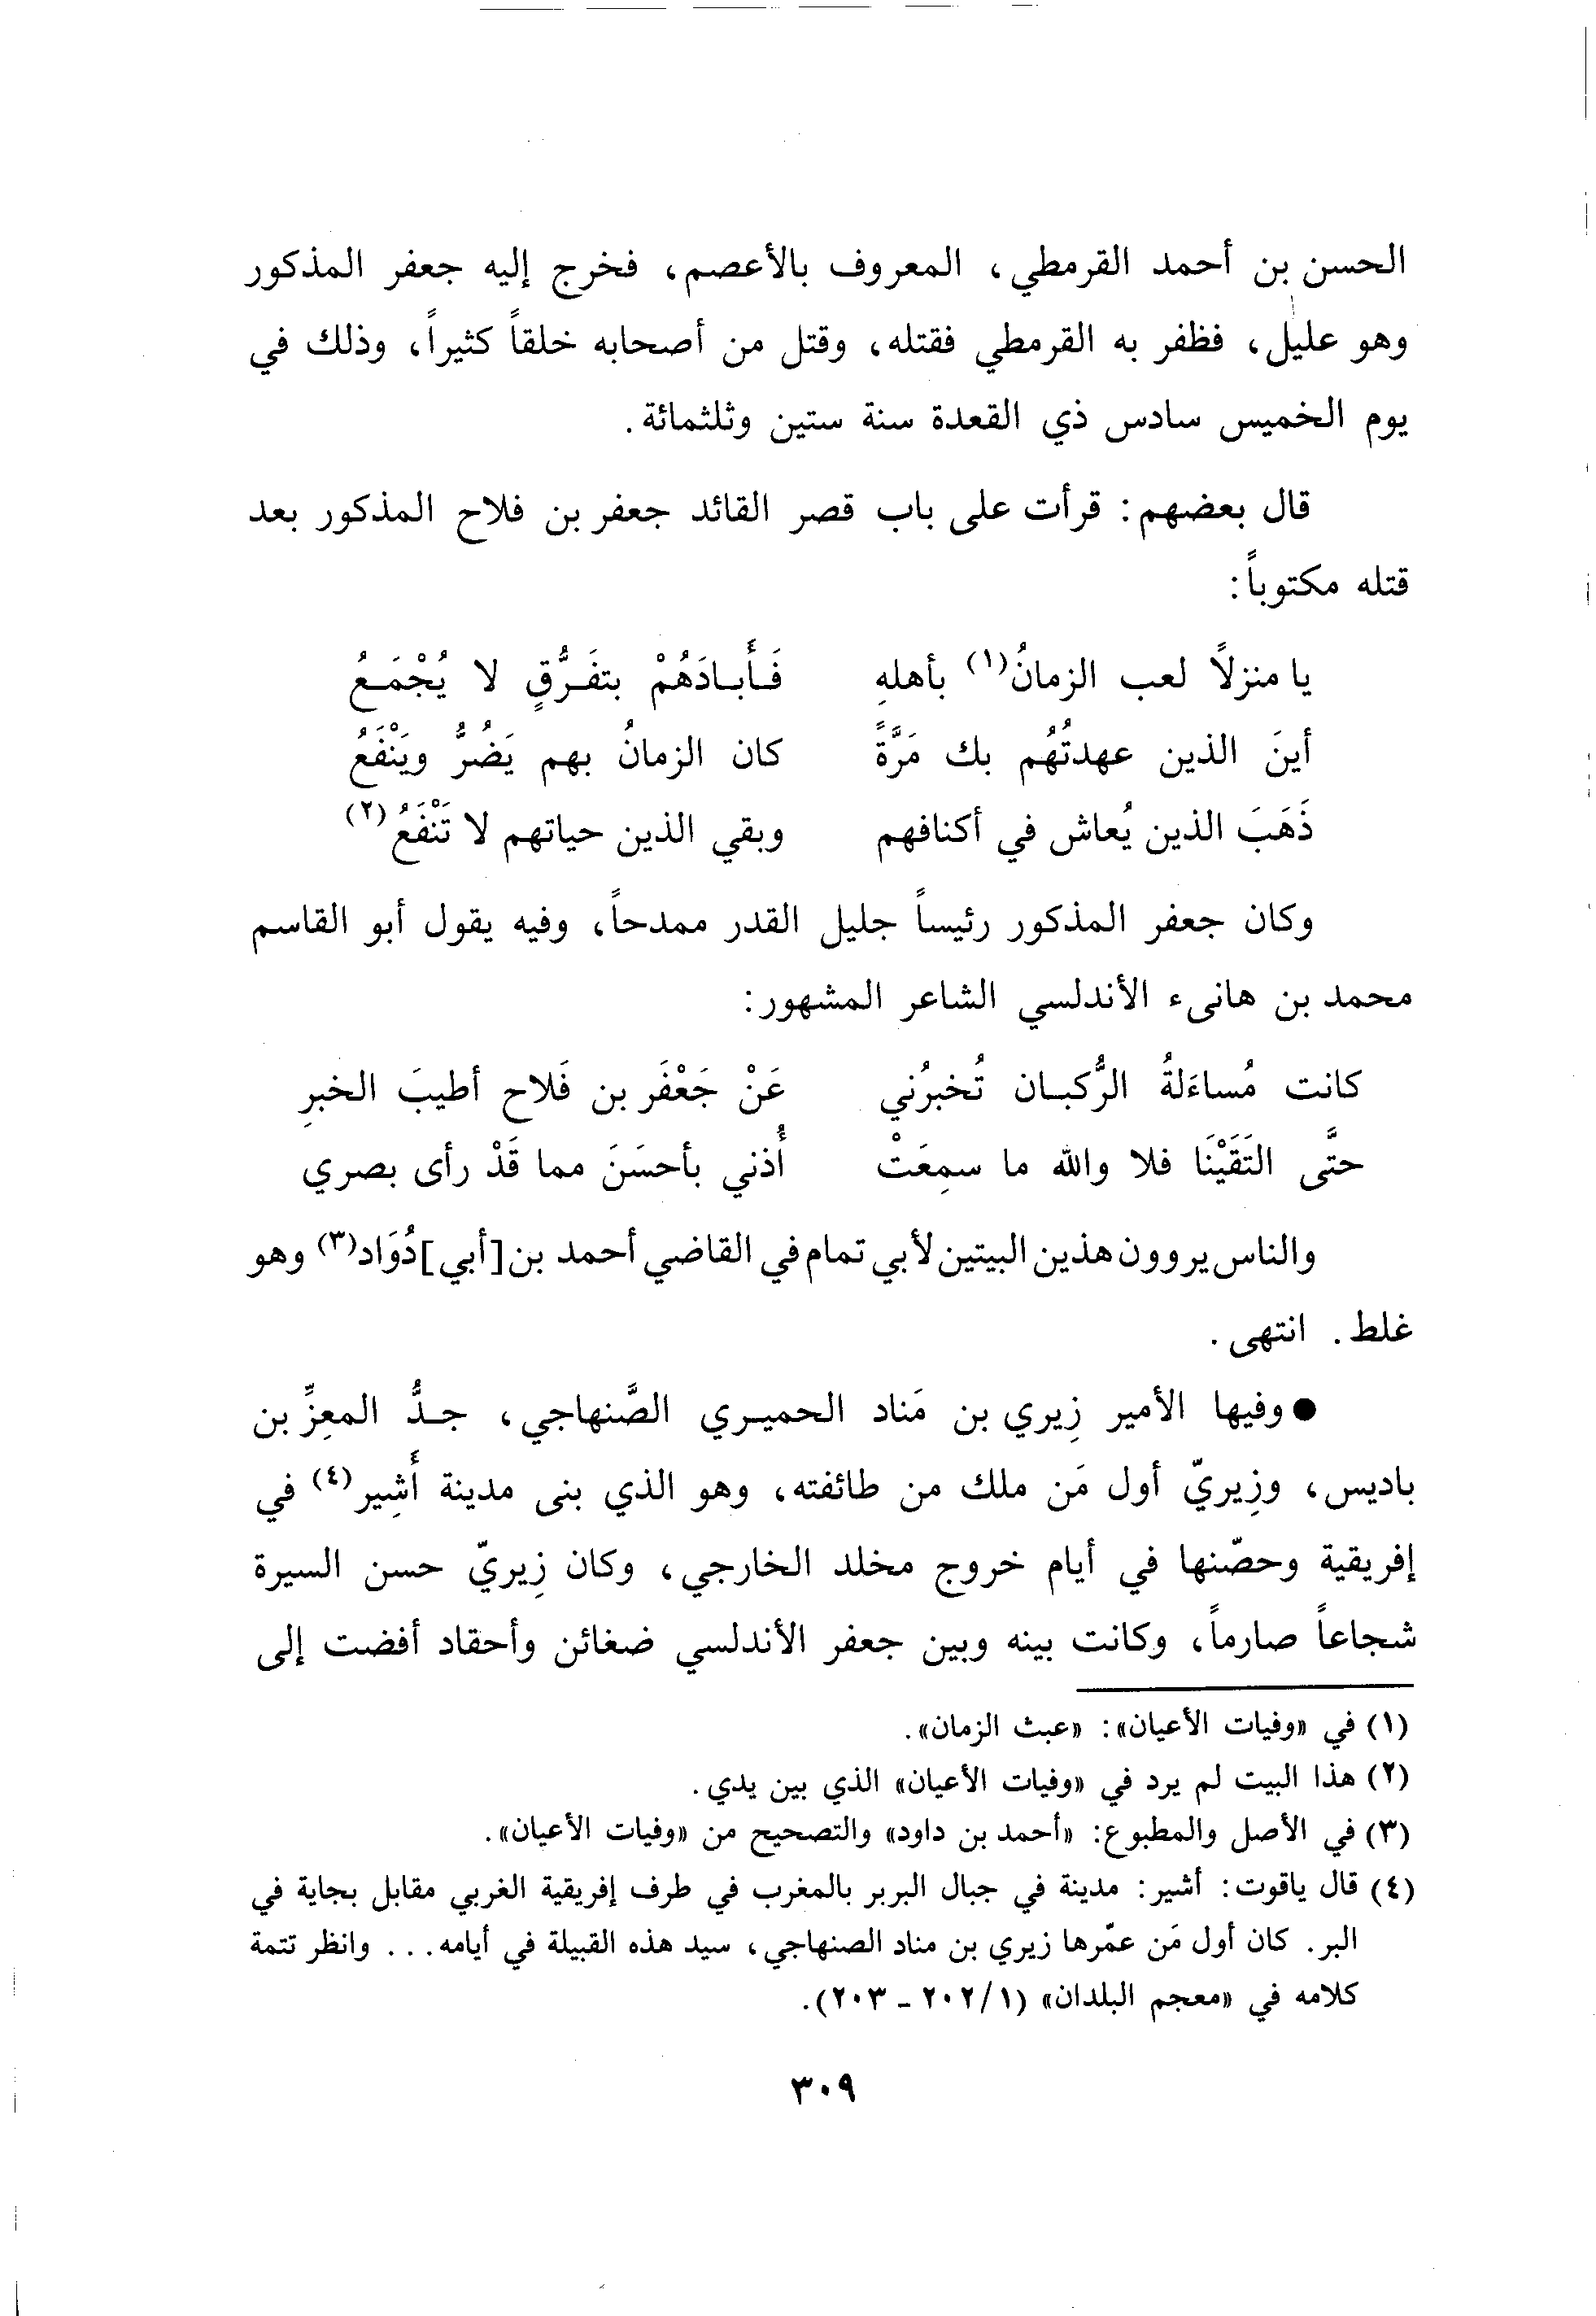 الحسن بن أحمد القرمطي، المعروف بالأعصم، فخرج إليه جعفر المذكور
وهو عليل، فظفر به القرمطي فقتله، وقتل من أصحابه خلقاً كثيراً، وذلك في
يوم الخميس سادس ذي القعدة سنة ستين وثلثمائة.
قال بعضهم: قرأت على باب قصر القائد جعفر بن فلاح المذكور بعد
قتله مكتوباً:
يا منزلاً لعب الزمانُ(١) بأهلهِ فَأَبادَهُمْ بتفَرُّقٍ لا يُجْمَعُ
أينَ الذين عهدتُهُم بك مَرَّةً كان الزمانُ بهم يَضُرُّ ويَنْفَعُ
ذَهَبَ الذين يُعاش في أكنافهم وبقي الذين حياتهم لا تَنْفَعُ(٢)
وكان جعفر المذكور رئيساً جليل القدر ممدحاً، وفيه يقول أبو القاسم
محمد بن هانىء الأندلسي الشاعر المشهور:
كانت مُساءَلةُ الرُّكبان تُخبرُني عَنْ جَعْفَر بن فَلاح أطيبَ الخبرِ
حتَّى التَقَيْنَا فلا والله ما سمِعَتْ أُذني بأحسَنَ مما قَدْ رأى بصري
والناس يروون هذين البيتين لأبي تمام في القاضي أحمد بن [أبي] دُوَاد(٣) وهو
غلط. انتهى.
● وفيها الأمير زِيري بن مَناد الحميري الصَّنهاجي، جدُّ المعِزِّ بن
باديس، وزِيريّ أول مَن ملك من طائفته، وهو الذي بنى مدينة أَشِير(٤) في
إفريقية وحصّنها في أيام خروج مخلد الخارجي، وكان زِيريّ حسن السيرة
شجاعاً صارماً، وكانت بينه وبين جعفر الأندلسي ضغائن وأحقاد أفضت إلى
(١) في «وفيات الأعيان»: «عبث الزمان».
(٢) هذا البيت لم يرد في «وفيات الأعيان» الذي بين يدي.
(٣) في الأصل والمطبوع: «أحمد بن داود» والتصحيح من «وفيات الأعيان».
(٤) قال ياقوت: أشير: مدينة في جبال البربر بالمغرب في طرف إفريقية الغربي مقابل بجاية في
البر. كان أول مَن عمّرها زيري بن مناد الصنهاجي، سيد هذه القبيلة في أيامه... وانظر تتمة
كلامه في «معجم البلدان» (٢٠٢/١ - ٢٠٣).
٣٠٩